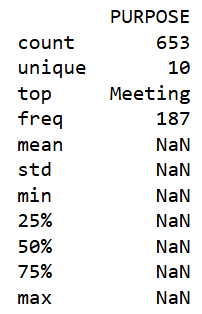 PURPOSE
count 653
unique 10
top Meeting
freq 187
mean NaN
std NaN
min NaN
25% NaN
50% NaN
75% NaN
max NaN